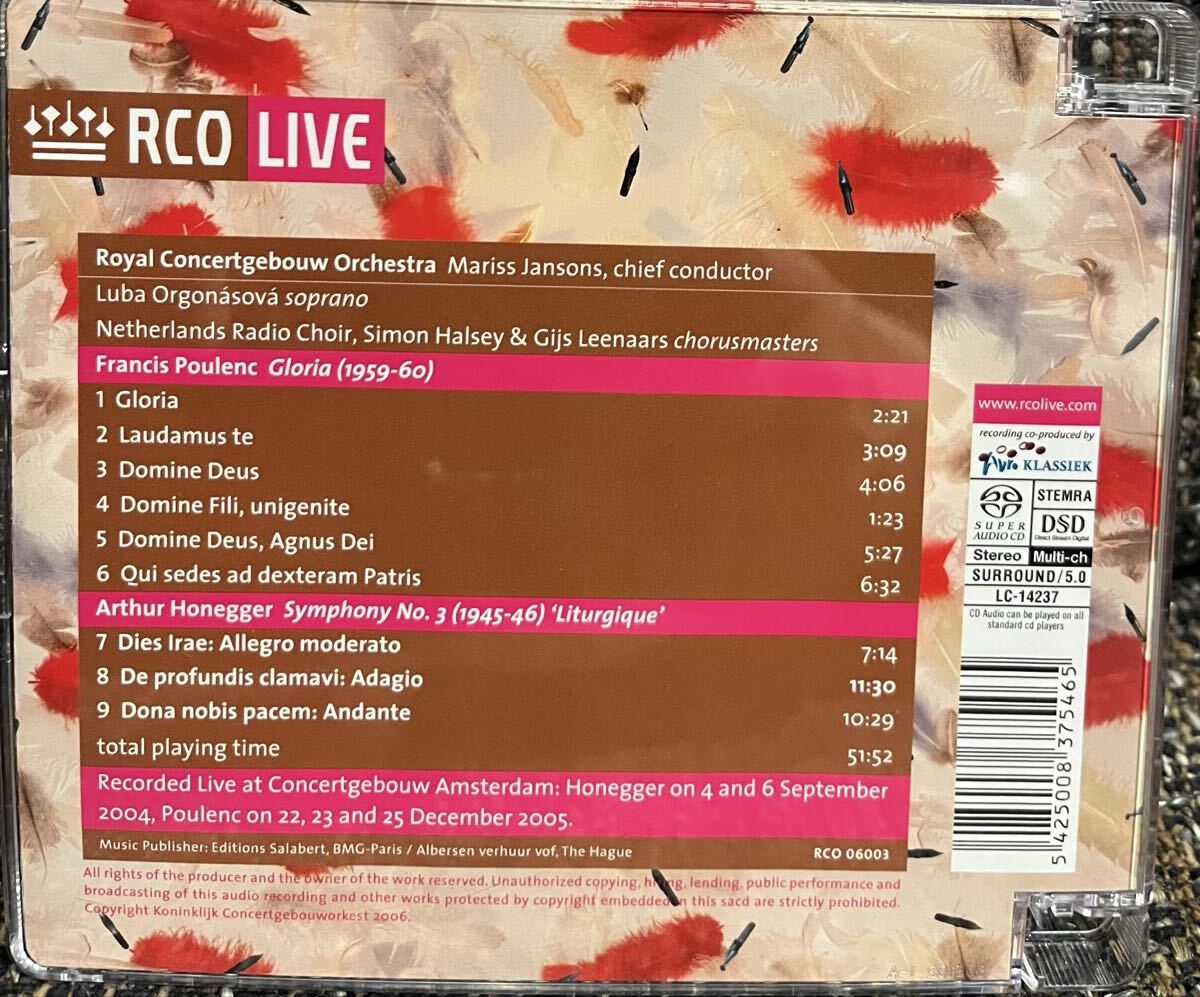 RCO LIVE
Royal Concertgebouw Orchestra Mariss Jansons, chief conductor
Luba Orgonásová soprano
Netherlands Radio Choir, Simon Halsey & Gijs Leenaars chorusmasters
Francis Poulenc Gloria (1959-60)
1 Gloria 2:21
2 Laudamus te 3:09
3 Domine Deus 4:06
4 Domine Fili, unigenite 1:23
5 Domine Deus, Agnus Dei 5:27
6 Qui sedes ad dexteram Patris 6:32
Arthur Honegger Symphony No. 3 (1945-46) ‘Liturgique’
7 Dies Irae: Allegro moderato 7:14
8 De profundis clamavi: Adagio 11:30
9 Dona nobis pacem: Andante 10:29
total playing time 51:52
Recorded Live at Concertgebouw Amsterdam: Honegger on 4 and 6 September
2004, Poulenc on 22, 23 and 25 December 2005.
Music Publisher: Editions Salabert, BMG-Paris / Albersen verhuur vof, The Hague RCO 06003
All rights of the producer and the owner of the work reserved. Unauthorized copying, lending, public performance and
broadcasting of this audio recording and other works protected by copyright embedded in this sacd are strictly prohibited.
Copyright Koninklijk Concertgebouworkest 2006.
www.rcolive.com
recording co-produced by
Avro KLASSIEK
SUPER
AUDIO CD
STEMRA
DSD
Direct Stream Digital
Stereo Multi-ch
SURROUND/5.0
LC-14237
CD Audio can be played on all
standard cd players
5 425008 375465